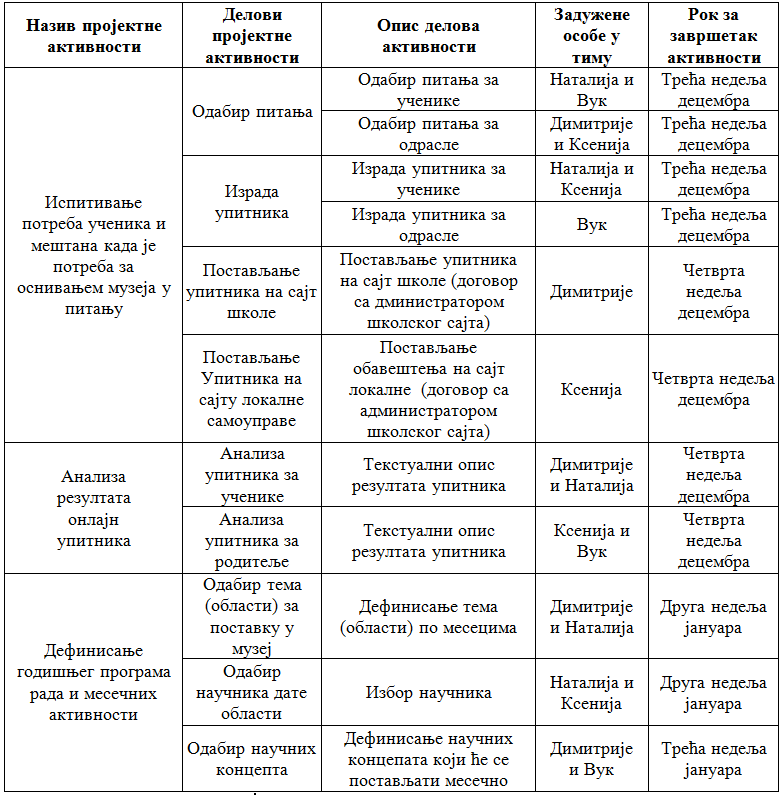 Назив пројектне
активности
Делови
пројектне
активности
Опис делова
активности
Задужене
особе у
тиму
Рок за
завршетак
активности
Испитивање
потреба ученика и
мештана када је
потреба за
оснивањем музеја у
питању
Одабир питања
Одабир питања за
ученике
Наталија и
Вук
Трећа недеља
децембра
Одабир питања за
одрасле
Димитрије
и Ксенија
Трећа недеља
децембра
Израда
упитника
Израда упитника за
ученике
Наталија и
Ксенија
Трећа недеља
децембра
Израда упитника за
одрасле
Вук
Трећа недеља
децембра
Постављање
упитника на сајт
школе
Постављање упитника
на сајт школе (договор
са дминистратором
школског сајта)
Димитрије
Четврта
недеља
децембра
Постављање
Упитника на
сајту локалне
самоуправе
Постављање
обавештења на сајт
локалне (договор са
администратором
школског сајта)
Ксенија
Четврта недеља
децембра
Анализа
резултата
онлајн
упитника
Анализа
упитника за
ученике
Текстуални опис
резултата упитника
Димитрије
и Наталија
Четврта
недеља
децембра
Анализа
упитника за
родитеље
Текстуални опис
резултата упитника
Ксенија и
Вук
Четврта
недеља
децембра
Дефинисање
годишњег програма
рада и месечних
активности
Одабир тема
(области) за
поставку у
музеј
Дефинисање тема
(области) по месецима
Димитрије
и Наталија
Друга недеља
јануара
Одабир
научника дате
области
Избор научника
Наталија и
Ксенија
Друга недеља
јануара
Одабир научних
концепта
Дефинисање научних
концепата који ће се
постављати месечно
Димитрије
и Вук
Трећа недеља
јануара